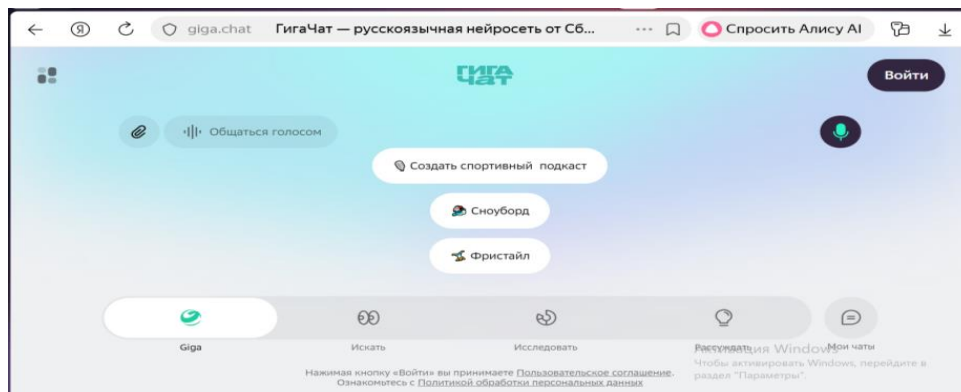 giga.chat ГигаЧат — русскоязычная нейросеть от Сб... Спросить Алису AI
ГИГА
ЧАТ
Войти
Общаться голосом
Создать спортивный подкаст
Сноуборд
Фристайл
Giga Искать Исследовать Рассуждать Мои чаты
Активация Windows
Чтобы активировать Windows, перейдите в
раздел "Параметры".
Нажимая кнопку «Войти» вы принимаете Пользовательское соглашение.
Ознакомьтесь с Политикой обработки персональных данных